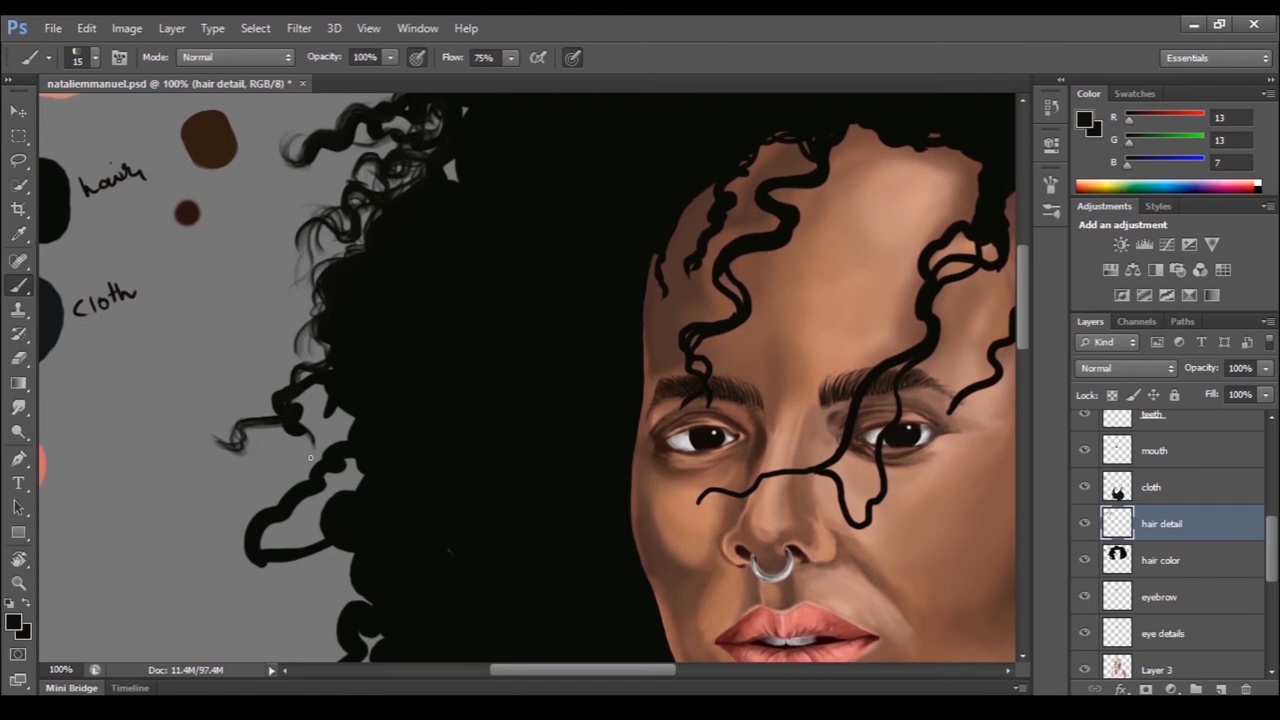 Ps File Edit Image Layer Type Select Filter 3D View Window Help
15 Mode: Normal Opacity: 100% Flow: 75% Essentials
nataliemmanuel.psd @ 100% (hair detail, RGB/8) * ×
Color Swatches
R 13
G 13
B 7
hair
cloth
Adjustments Styles
Add an adjustment
Layers Channels Paths
Kind
Normal Opacity: 100%
Lock: Fill: 100%
teeth
mouth
cloth
hair detail
hair color
eyebrow
eye details
Layer 3
100% Doc: 11.4M/97.4M
Mini Bridge Timeline